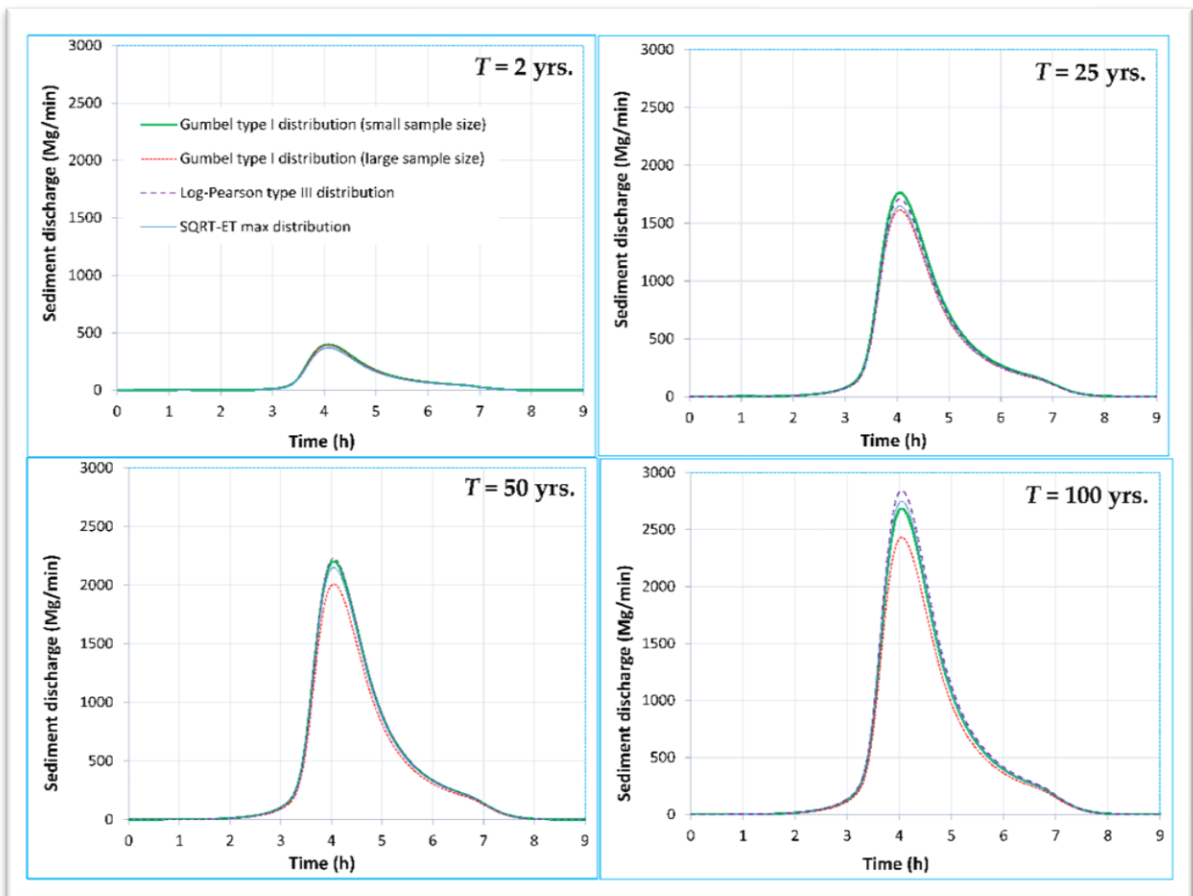 T = 2 yrs.
Sediment discharge (Mg/min)
3000
2500
2000
1500
1000
500
0
Gumbel type I distribution (small sample size)
Gumbel type I distribution (large sample size)
Log-Pearson type III distribution
SQRT-ET max distribution
0 1 2 3 4 5 6 7 8 9
Time (h)
T = 25 yrs.
Sediment discharge (Mg/min)
3000
2500
2000
1500
1000
500
0
0 1 2 3 4 5 6 7 8 9
Time (h)
T = 50 yrs.
Sediment discharge (Mg/min)
3000
2500
2000
1500
1000
500
0
0 1 2 3 4 5 6 7 8 9
Time (h)
T = 100 yrs.
Sediment discharge (Mg/min)
3000
2500
2000
1500
1000
500
0
0 1 2 3 4 5 6 7 8 9
Time (h)